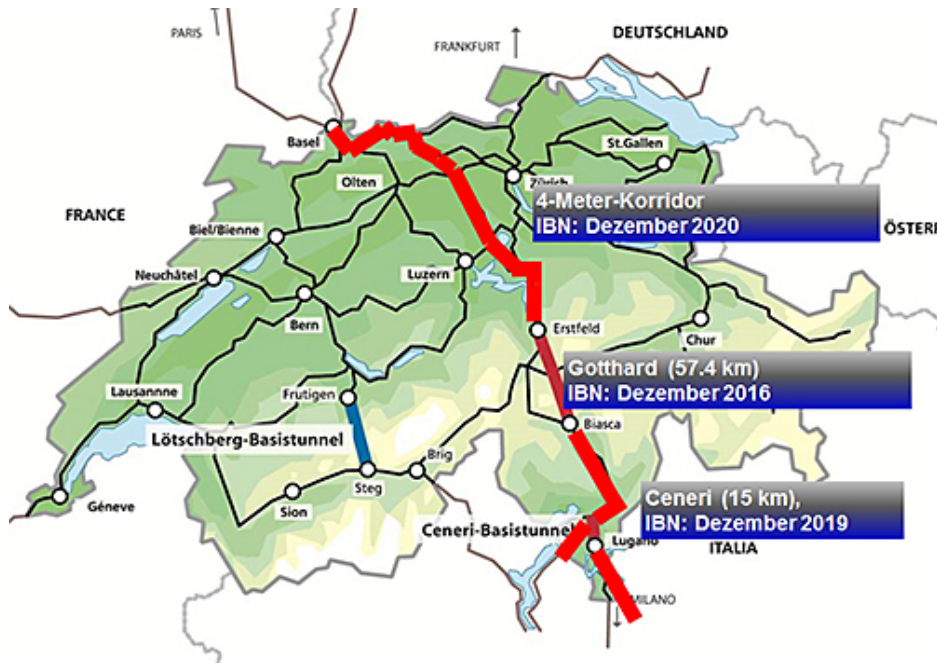 PARIS
FRANKFURT
DEUTSCHLAND
Basel
St.Gallen
Olten
Zürich
4-Meter-Korridor
IBN: Dezember 2020
FRANCE
ÖSTERR
Biel/Bienne
Neuchâtel
Luzern
Bern
Erstfeld
Chur
Gotthard (57.4 km)
IBN: Dezember 2016
Lausannne
Frutigen
Biasca
Lötschberg-Basistunnel
Brig
Steg
Sion
Géneve
Ceneri (15 km),
IBN: Dezember 2019
Ceneri-Basistunnel
Lugano
ITALIA
MILANO